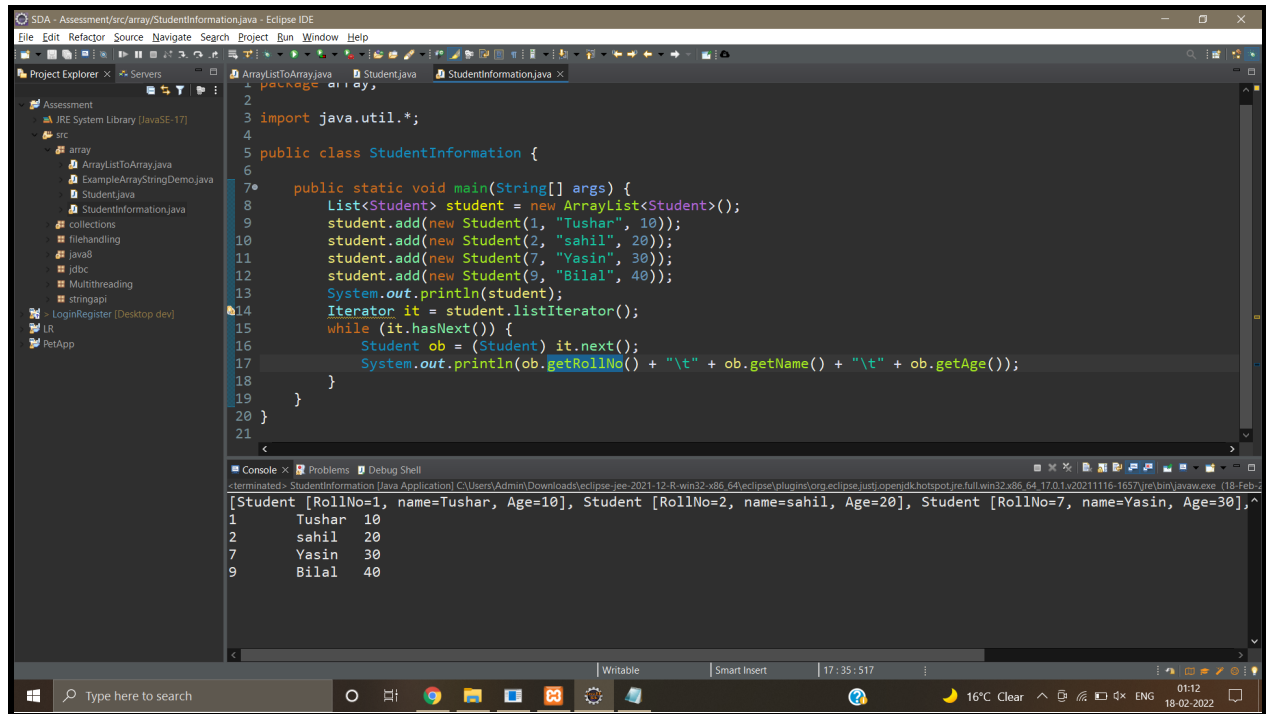 SDA - Assessment/src/array/StudentInformation.java - Eclipse IDE
File Edit Refactor Source Navigate Search Project Run Window Help
Project Explorer Servers
Assessment
JRE System Library [JavaSE-17]
src
array
ArrayListToArray.java
ExampleArrayStringDemo.java
Student.java
StudentInformation.java
collections
filehandling
java8
jdbc
Multithreading
stringapi
> LoginRegister [Desktop dev]
LR
PetApp
ArrayListToArray.java Student.java StudentInformation.java
1 package array;
2
3 import java.util.*;
4
5 public class StudentInformation {
6
7 public static void main(String[] args) {
8 List<Student> student = new ArrayList<Student>();
9 student.add(new Student(1, "Tushar", 10));
10 student.add(new Student(2, "sahil", 20));
11 student.add(new Student(7, "Yasin", 30));
12 student.add(new Student(9, "Bilal", 40));
13 System.out.println(student);
14 Iterator it = student.listIterator();
15 while (it.hasNext()) {
16 Student ob = (Student) it.next();
17 System.out.println(ob.getRollNo() + "\t" + ob.getName() + "\t" + ob.getAge());
18 }
19 }
20 }
21
Console Problems Debug Shell
<terminated> StudentInformation [Java Application] C:\Users\Admin\Downloads\eclipse-jee-2021-12-R-win32-x86_64\eclipse\plugins\org.eclipse.justj.openjdk.hotspot.jre.full.win32.x86_64_17.0.1.v20211116-1657\jre\bin\javaw.exe (18-Feb-2
[Student [RollNo=1, name=Tushar, Age=10], Student [RollNo=2, name=sahil, Age=20], Student [RollNo=7, name=Yasin, Age=30],
1 Tushar 10
2 sahil 20
7 Yasin 30
9 Bilal 40
Writable Smart Insert 17 : 35 : 517
Type here to search
16°C Clear ENG 01:12
18-02-2022